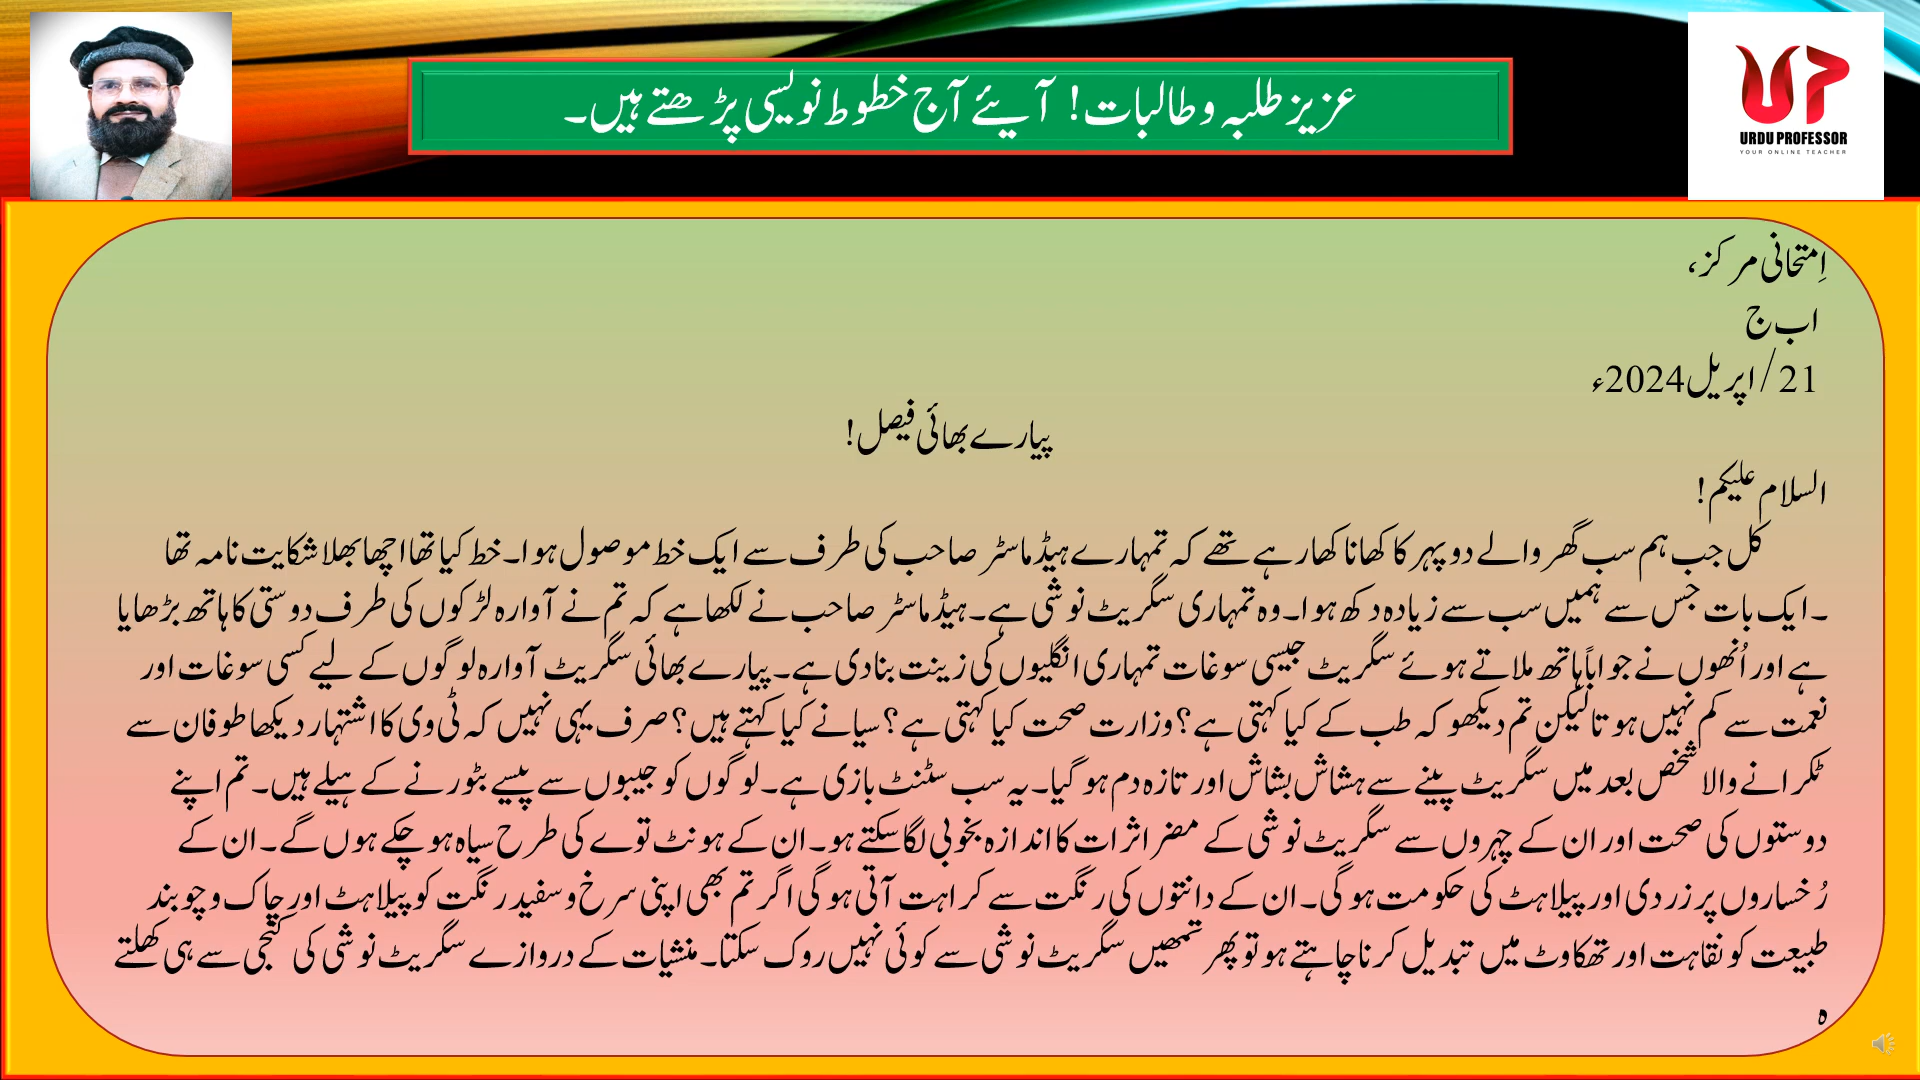 عزیز طلبہ و طالبات! آیئے آج خطوط نویسی پڑھتے ہیں۔
URDU PROFESSOR
YOUR ONLINE TEACHER
اِمتحانی مرکز،
اب ج
21/اپریل2024ء
پیارے بھائی فیصل!
السلام علیکم!
کل جب ہم سب گھر والے دوپہر کا کھانا کھارہے تھے کہ تمہارے ہیڈماسٹر صاحب کی طرف سے ایک خط موصول ہوا۔خط کیا تھا اچھا بھلا شکایت نامہ تھا
۔ایک بات جس سے ہمیں سب سے زیادہ دکھ ہوا۔وہ تمہاری سگریٹ نوشی ہے۔ہیڈماسٹر صاحب نے لکھا ہے کہ تم نے آوارہ لڑکوں کی طرف دوستی کا ہاتھ بڑھایا
ہے اور اُنھوں نے جواباً ہاتھ ملاتے ہوئے سگریٹ جیسی سوغات تمہاری انگلیوں کی زینت بنادی ہے۔پیارے بھائی سگریٹ آوارہ لوگوں کے لیے کسی سوغات اور
نعمت سے کم نہیں ہوتا لیکن تم دیکھو کہ طب کے کیا کہتی ہے؟وزارت صحت کیا کہتی ہے؟سیانے کیا کہتے ہیں؟صرف یہی نہیں کہ ٹی وی کا اشتہار دیکھا طوفان سے
ٹکرانے والا شخص بعد میں سگریٹ پینے سے ہشاش بشاش اور تازہ دم ہوگیا۔یہ سب سٹنٹ بازی ہے۔لوگوں کو جیبوں سے پیسے بٹورنے کے ہیلے ہیں۔تم اپنے
دوستوں کی صحت اور ان کے چہروں سے سگریٹ نوشی کے مضر اثرات کا اندازہ بخوبی لگا سکتے ہو۔ان کے ہونٹ توے کی طرح سیاہ ہو چکے ہوں گے۔ان کے
رُخساروں پر زردی اور پیلاہٹ کی حکومت ہوگی۔ان کے دانتوں کی رنگت سے کراہت آتی ہوگی اگر تم بھی اپنی سرخ و سفید رنگت کو پیلاہٹ اور چاک و چوبند
طبیعت کو نقاہت اور تھکاوٹ میں تبدیل کرنا چاہتے ہو تو پھر تمھیں سگریٹ نوشی سے کوئی نہیں روک سکتا۔منشیات کے دروازے سگریٹ نوشی کی کنجی سے ہی کھلتے
ہ